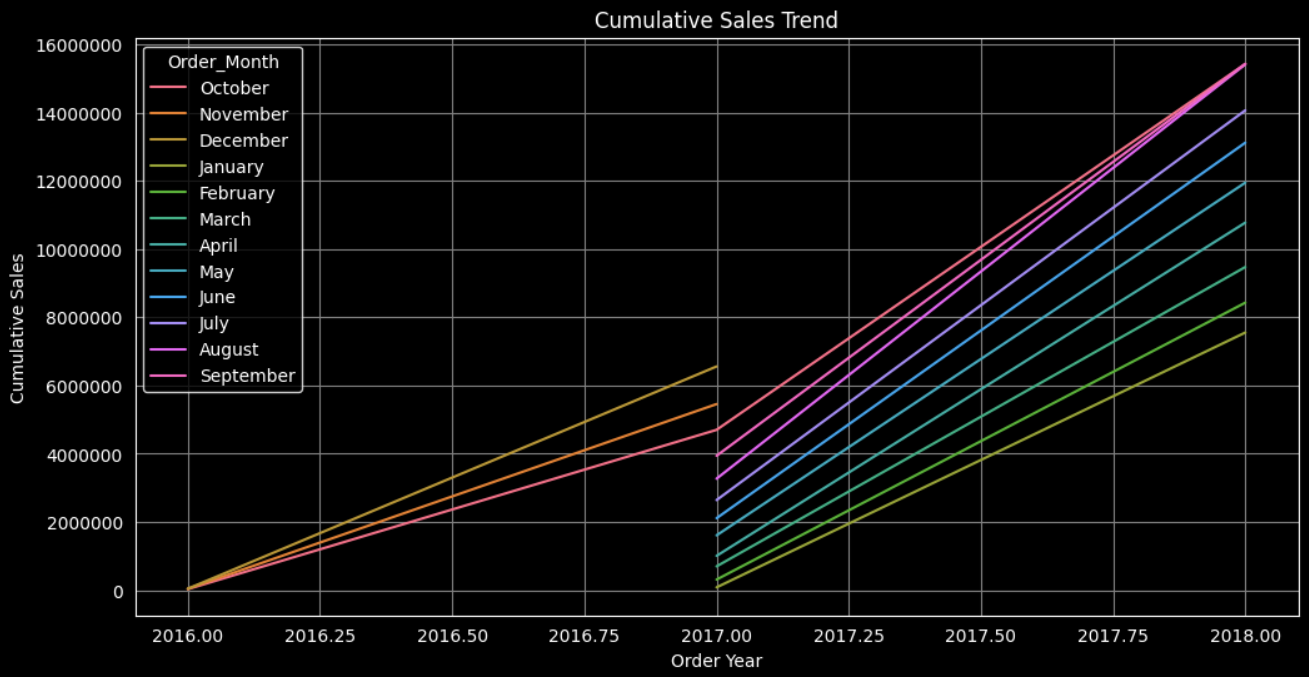 Cumulative Sales Trend
16000000
14000000
12000000
10000000
8000000
6000000
4000000
2000000
0
Cumulative Sales
Order_Month
October
November
December
January
February
March
April
May
June
July
August
September
2016.00 2016.25 2016.50 2016.75 2017.00 2017.25 2017.50 2017.75 2018.00
Order Year